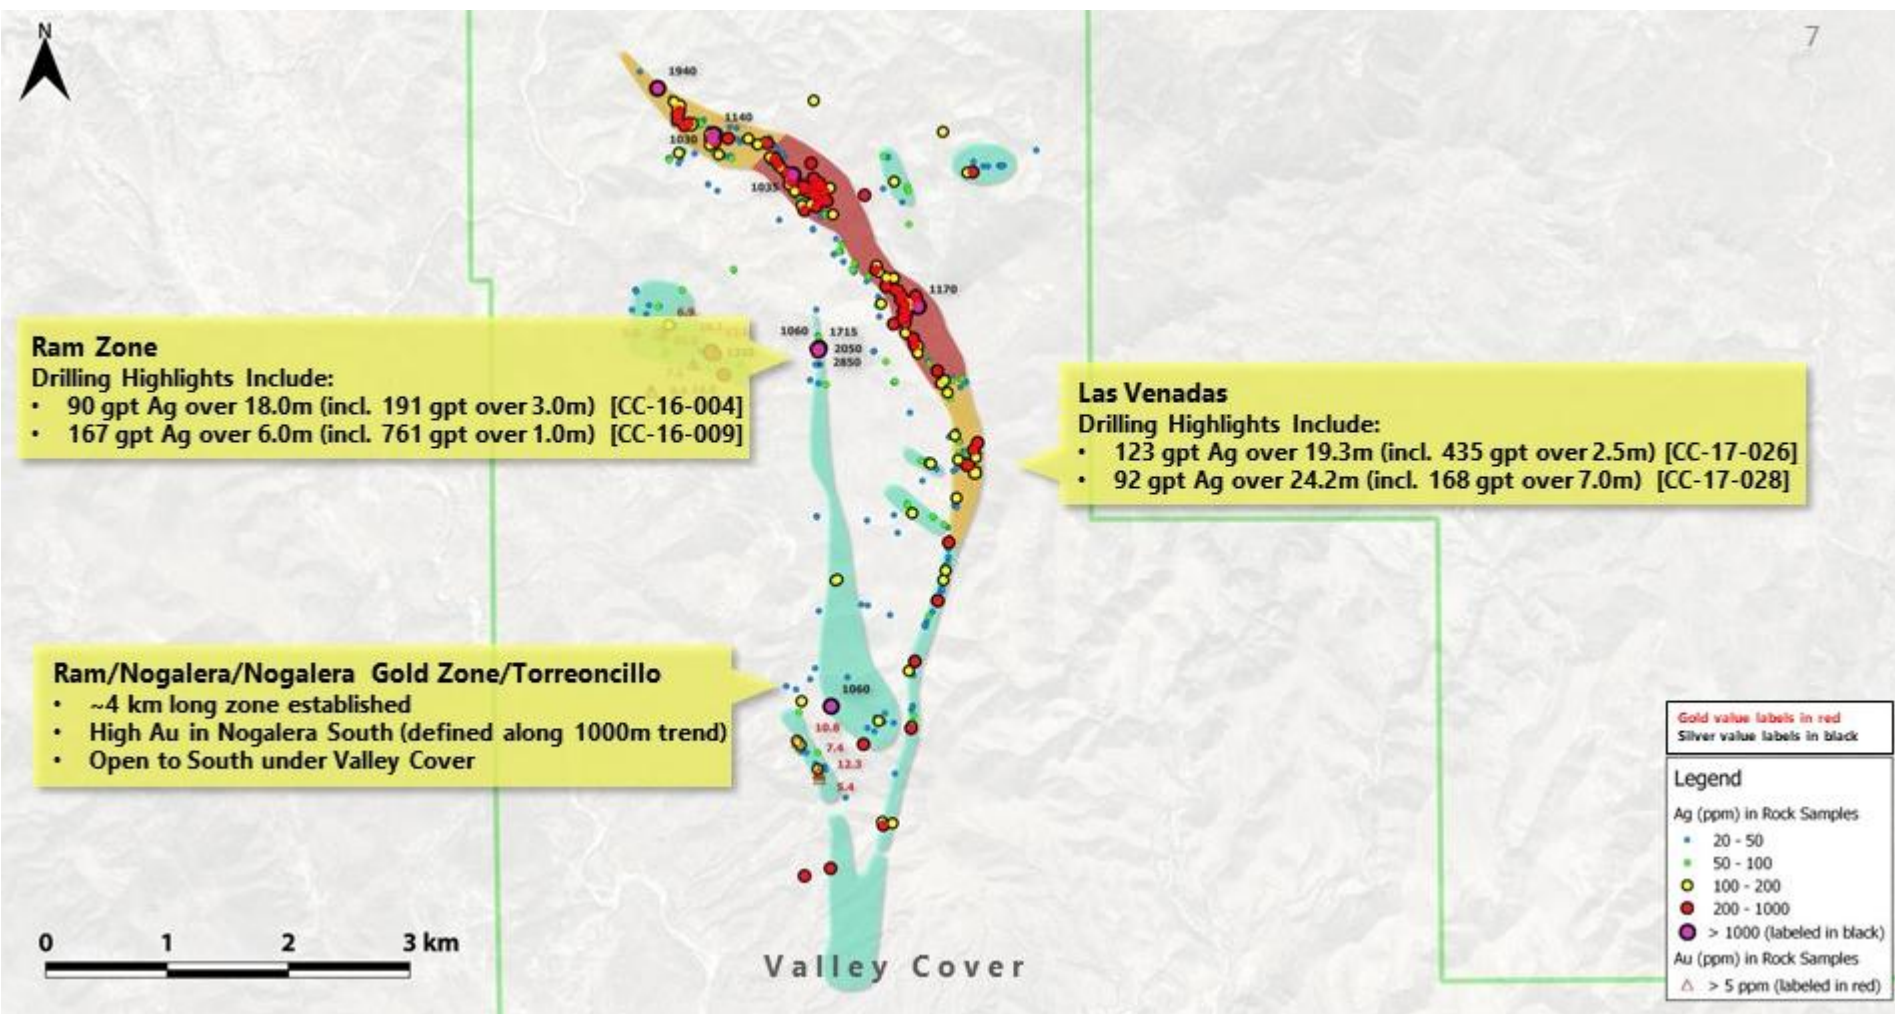 N
7
1940
1140
1030
1035
1170
6.9
1060 1715
2050
2850
Ram Zone
Drilling Highlights Include:
• 90 gpt Ag over 18.0m (incl. 191 gpt over 3.0m) [CC-16-004]
• 167 gpt Ag over 6.0m (incl. 761 gpt over 1.0m) [CC-16-009]
Las Venadas
Drilling Highlights Include:
• 123 gpt Ag over 19.3m (incl. 435 gpt over 2.5m) [CC-17-026]
• 92 gpt Ag over 24.2m (incl. 168 gpt over 7.0m) [CC-17-028]
Ram/Nogalera/Nogalera Gold Zone/Torreoncillo
• ~4 km long zone established
• High Au in Nogalera South (defined along 1000m trend)
• Open to South under Valley Cover
1060
10.8
7.4
12.3
5.4
Gold value labels in red
Silver value labels in black
Legend
Ag (ppm) in Rock Samples
20 - 50
50 - 100
100 - 200
200 - 1000
> 1000 (labeled in black)
Au (ppm) in Rock Samples
> 5 ppm (labeled in red)
0 1 2 3 km
Valley Cover